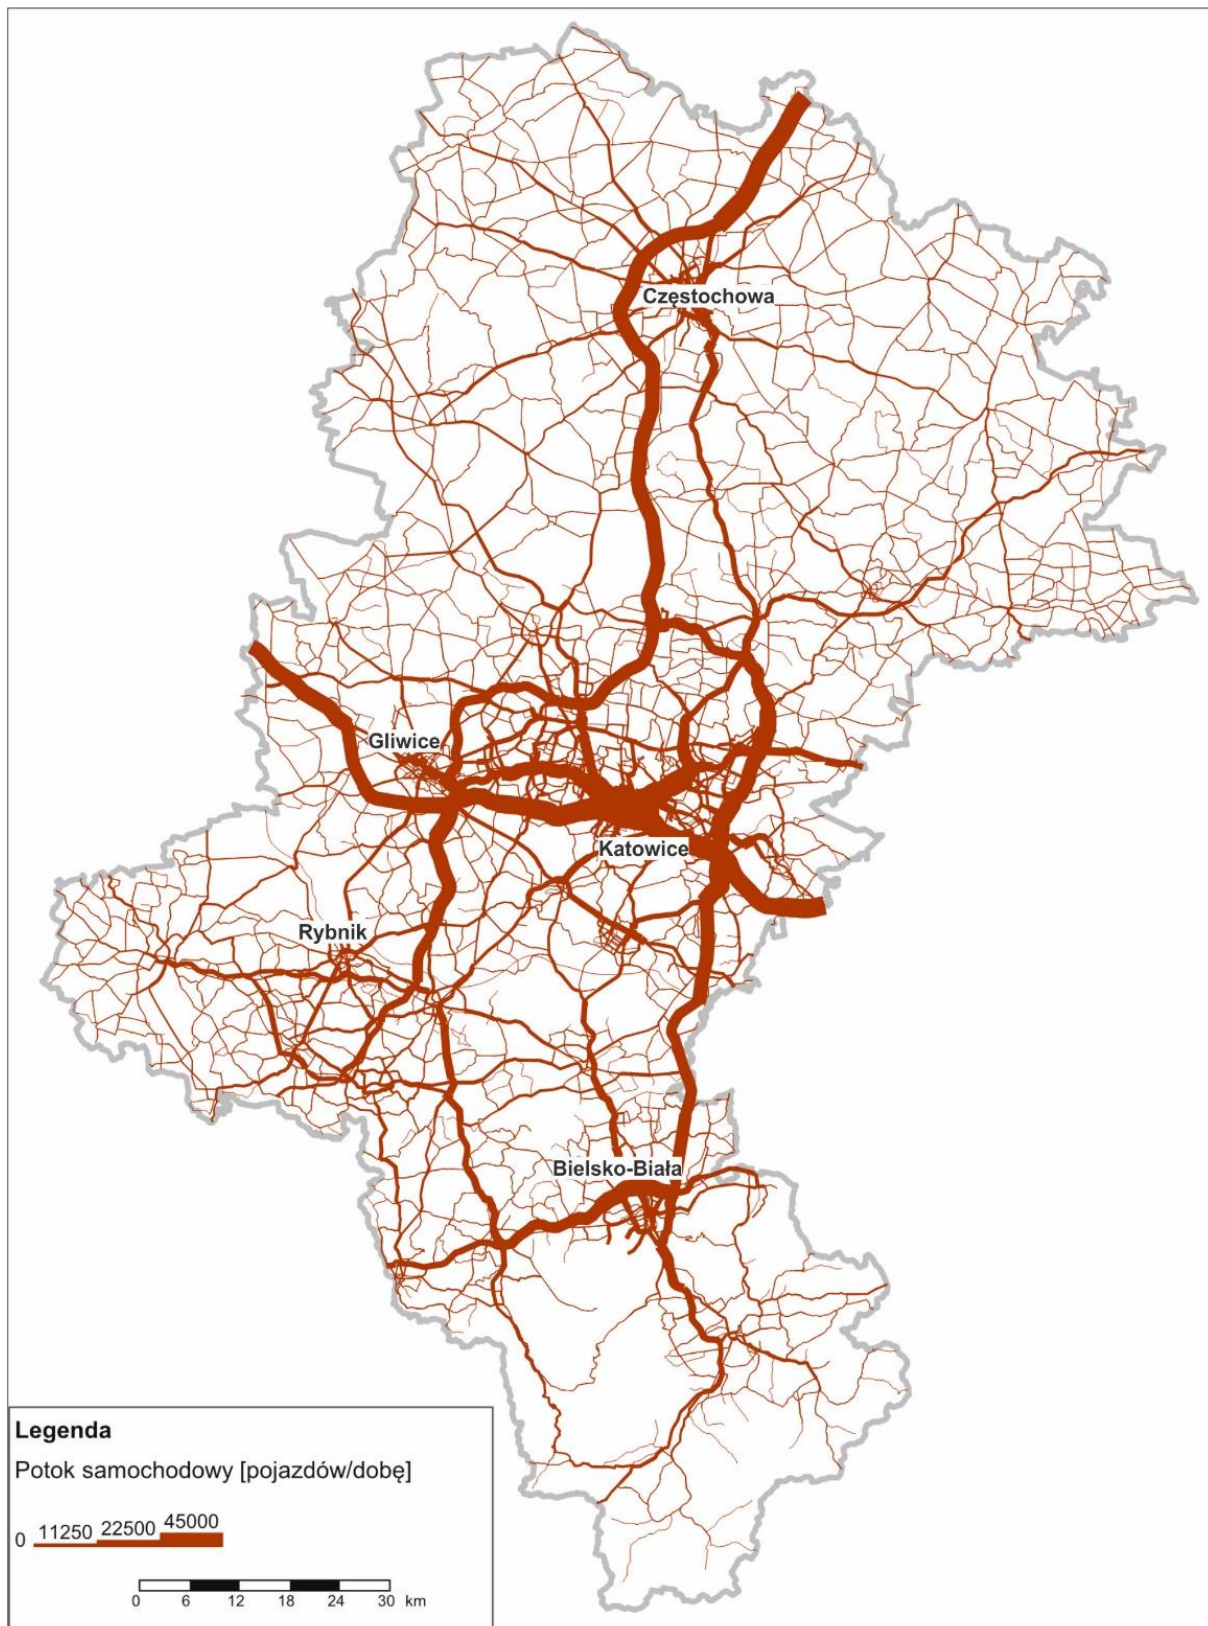 Częstochowa
Gliwice
Katowice
Rybnik
Bielsko-Biała
Legenda
Potok samochodowy [pojazdów/dobę]
0 11250 22500 45000
0 6 12 18 24 30 km